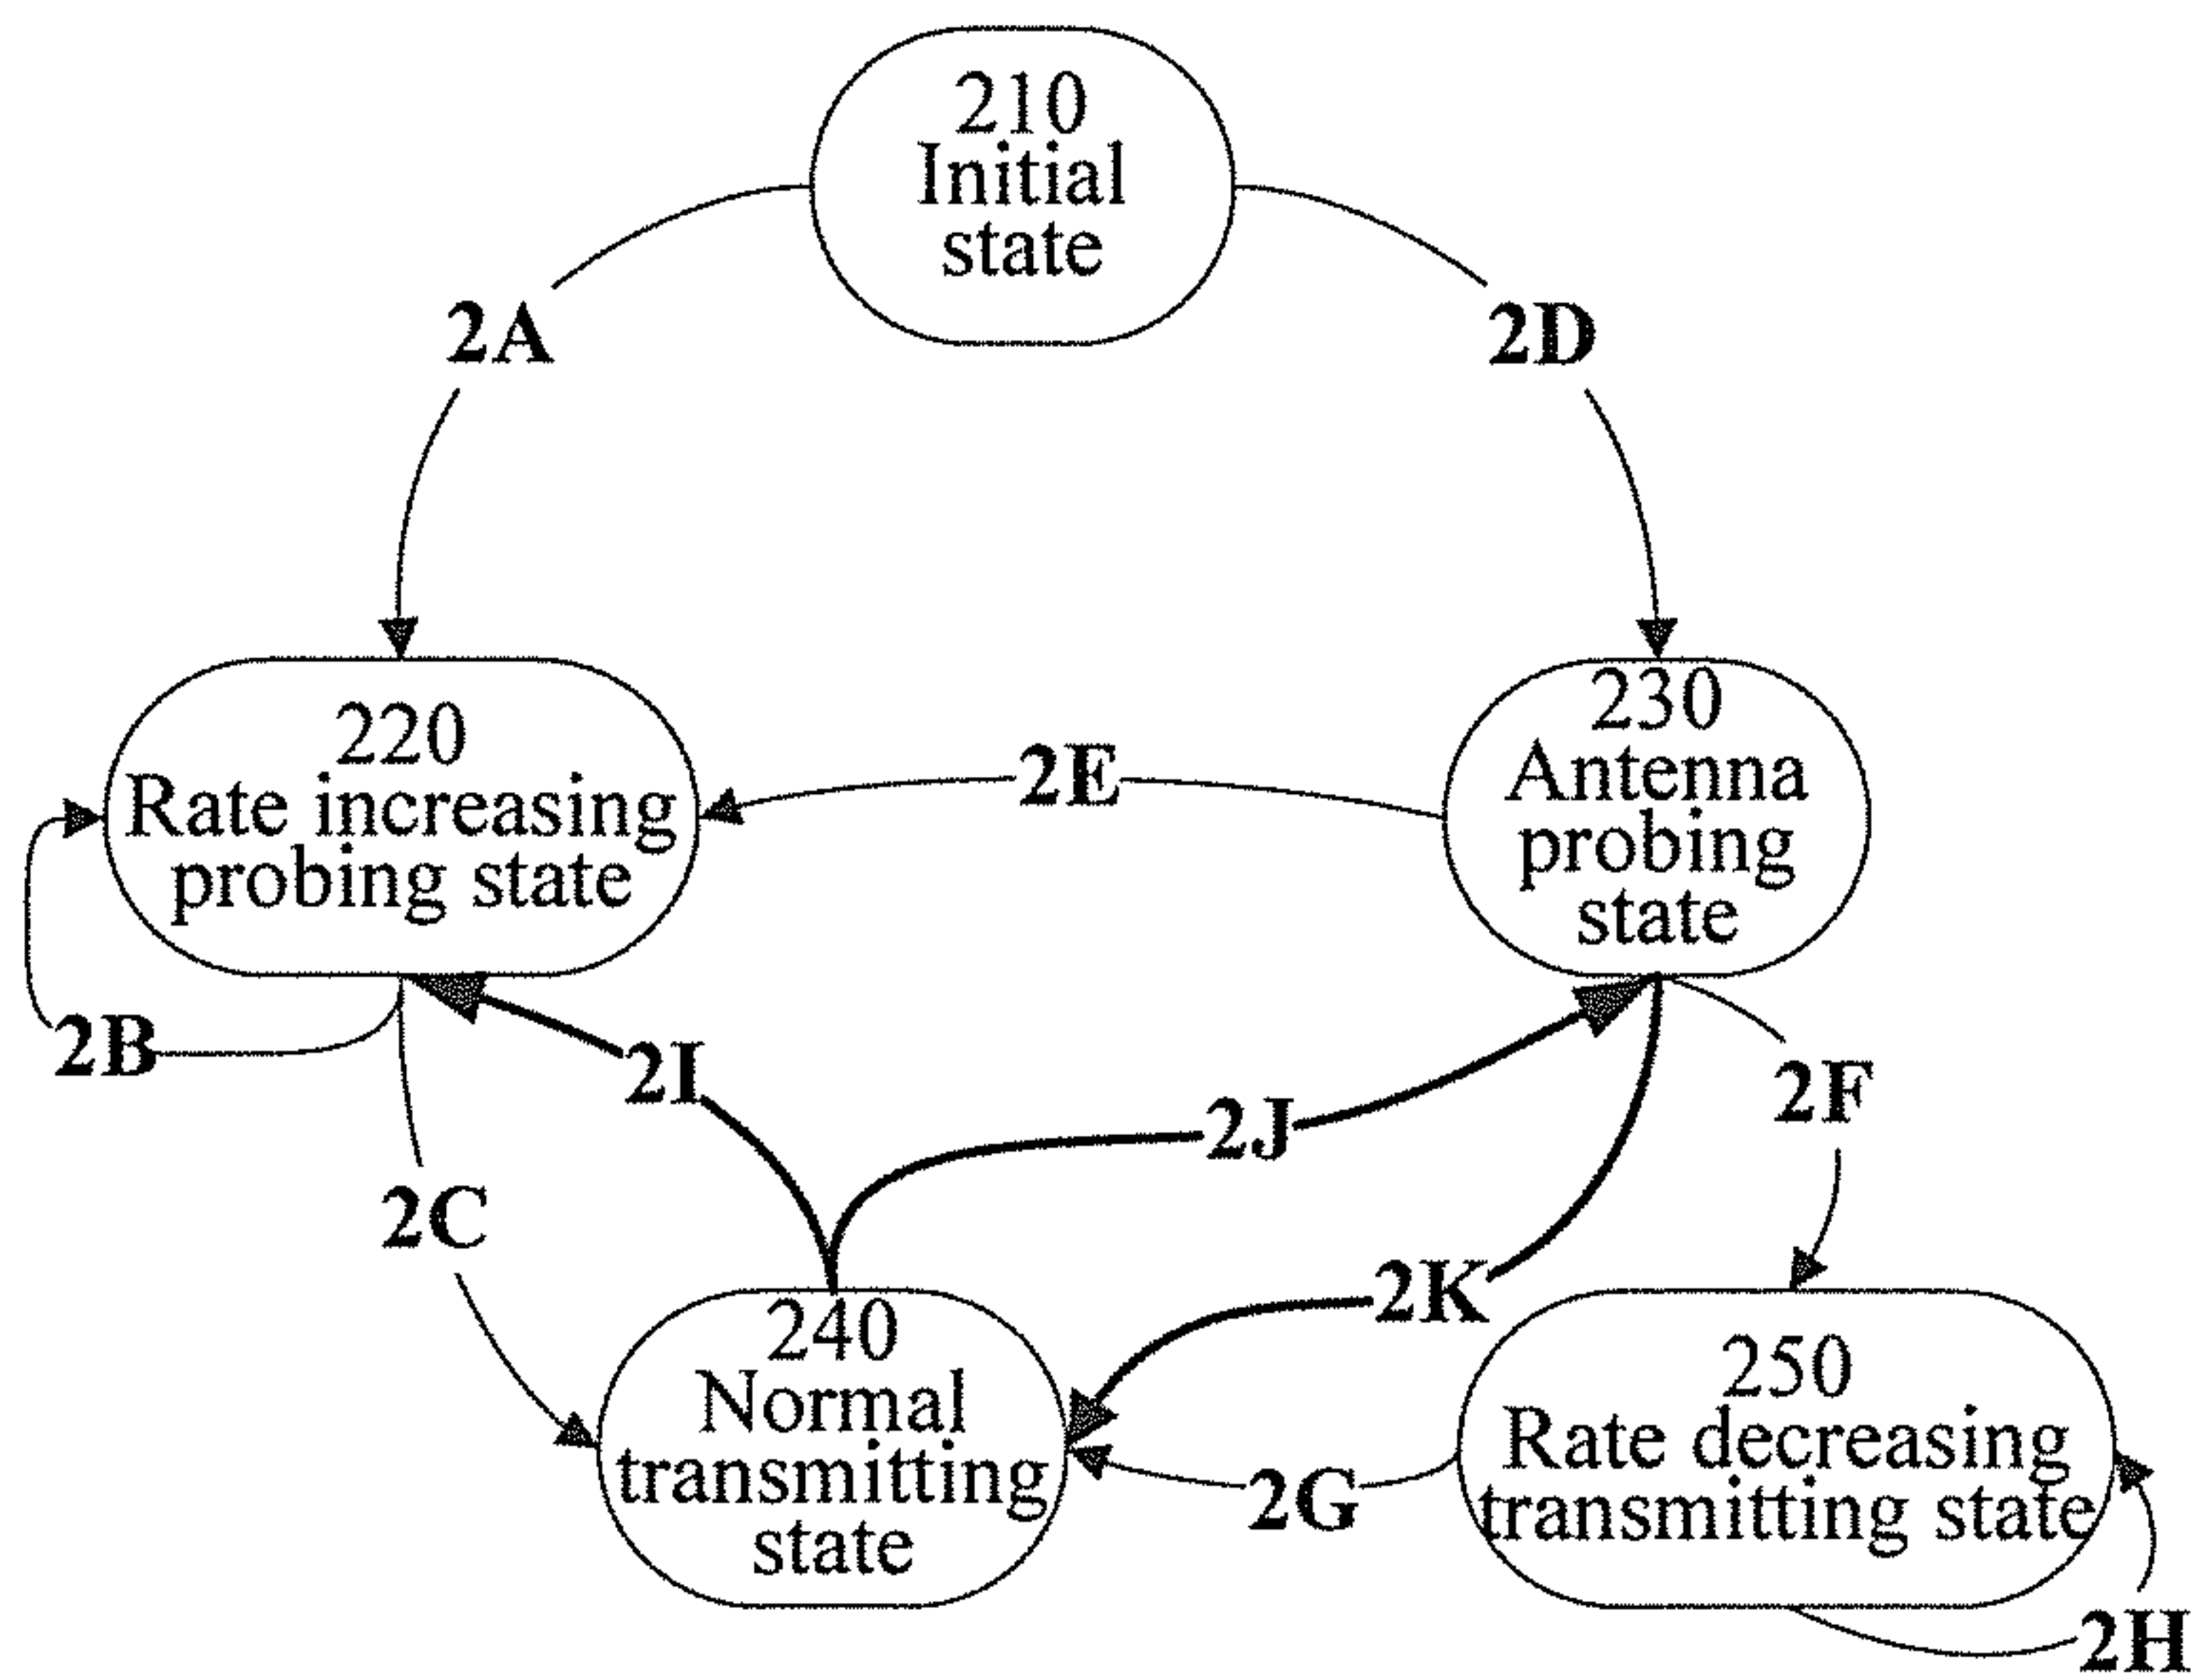 210
Initial
state
2A
2D
220
Rate increasing
probing state
2E
230
Antenna
probing
state
2B
2I
2J
2F
2C
2K
240
Normal
transmitting
state
2G
250
Rate decreasing
transmitting state
2H